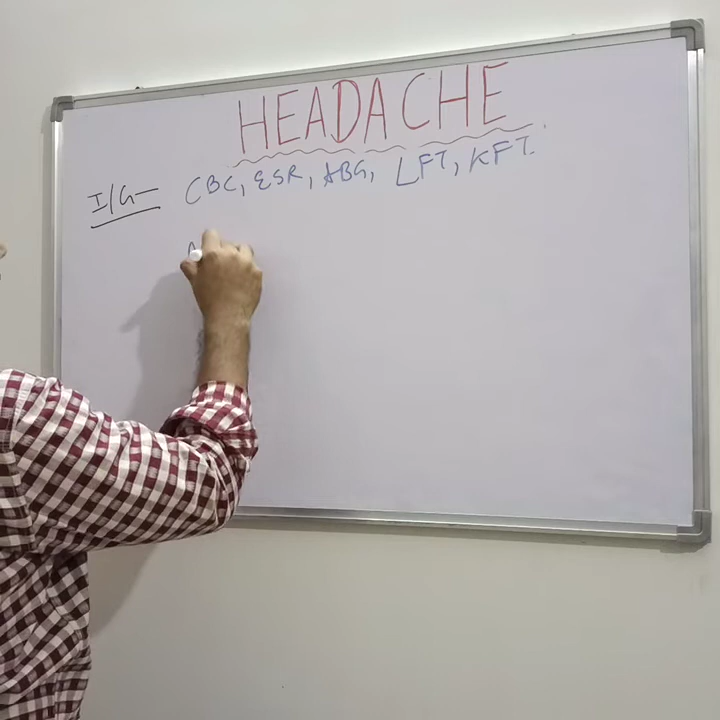 HEADACHE
I/G- CBC, ESR, ABG, LFT, KFT.